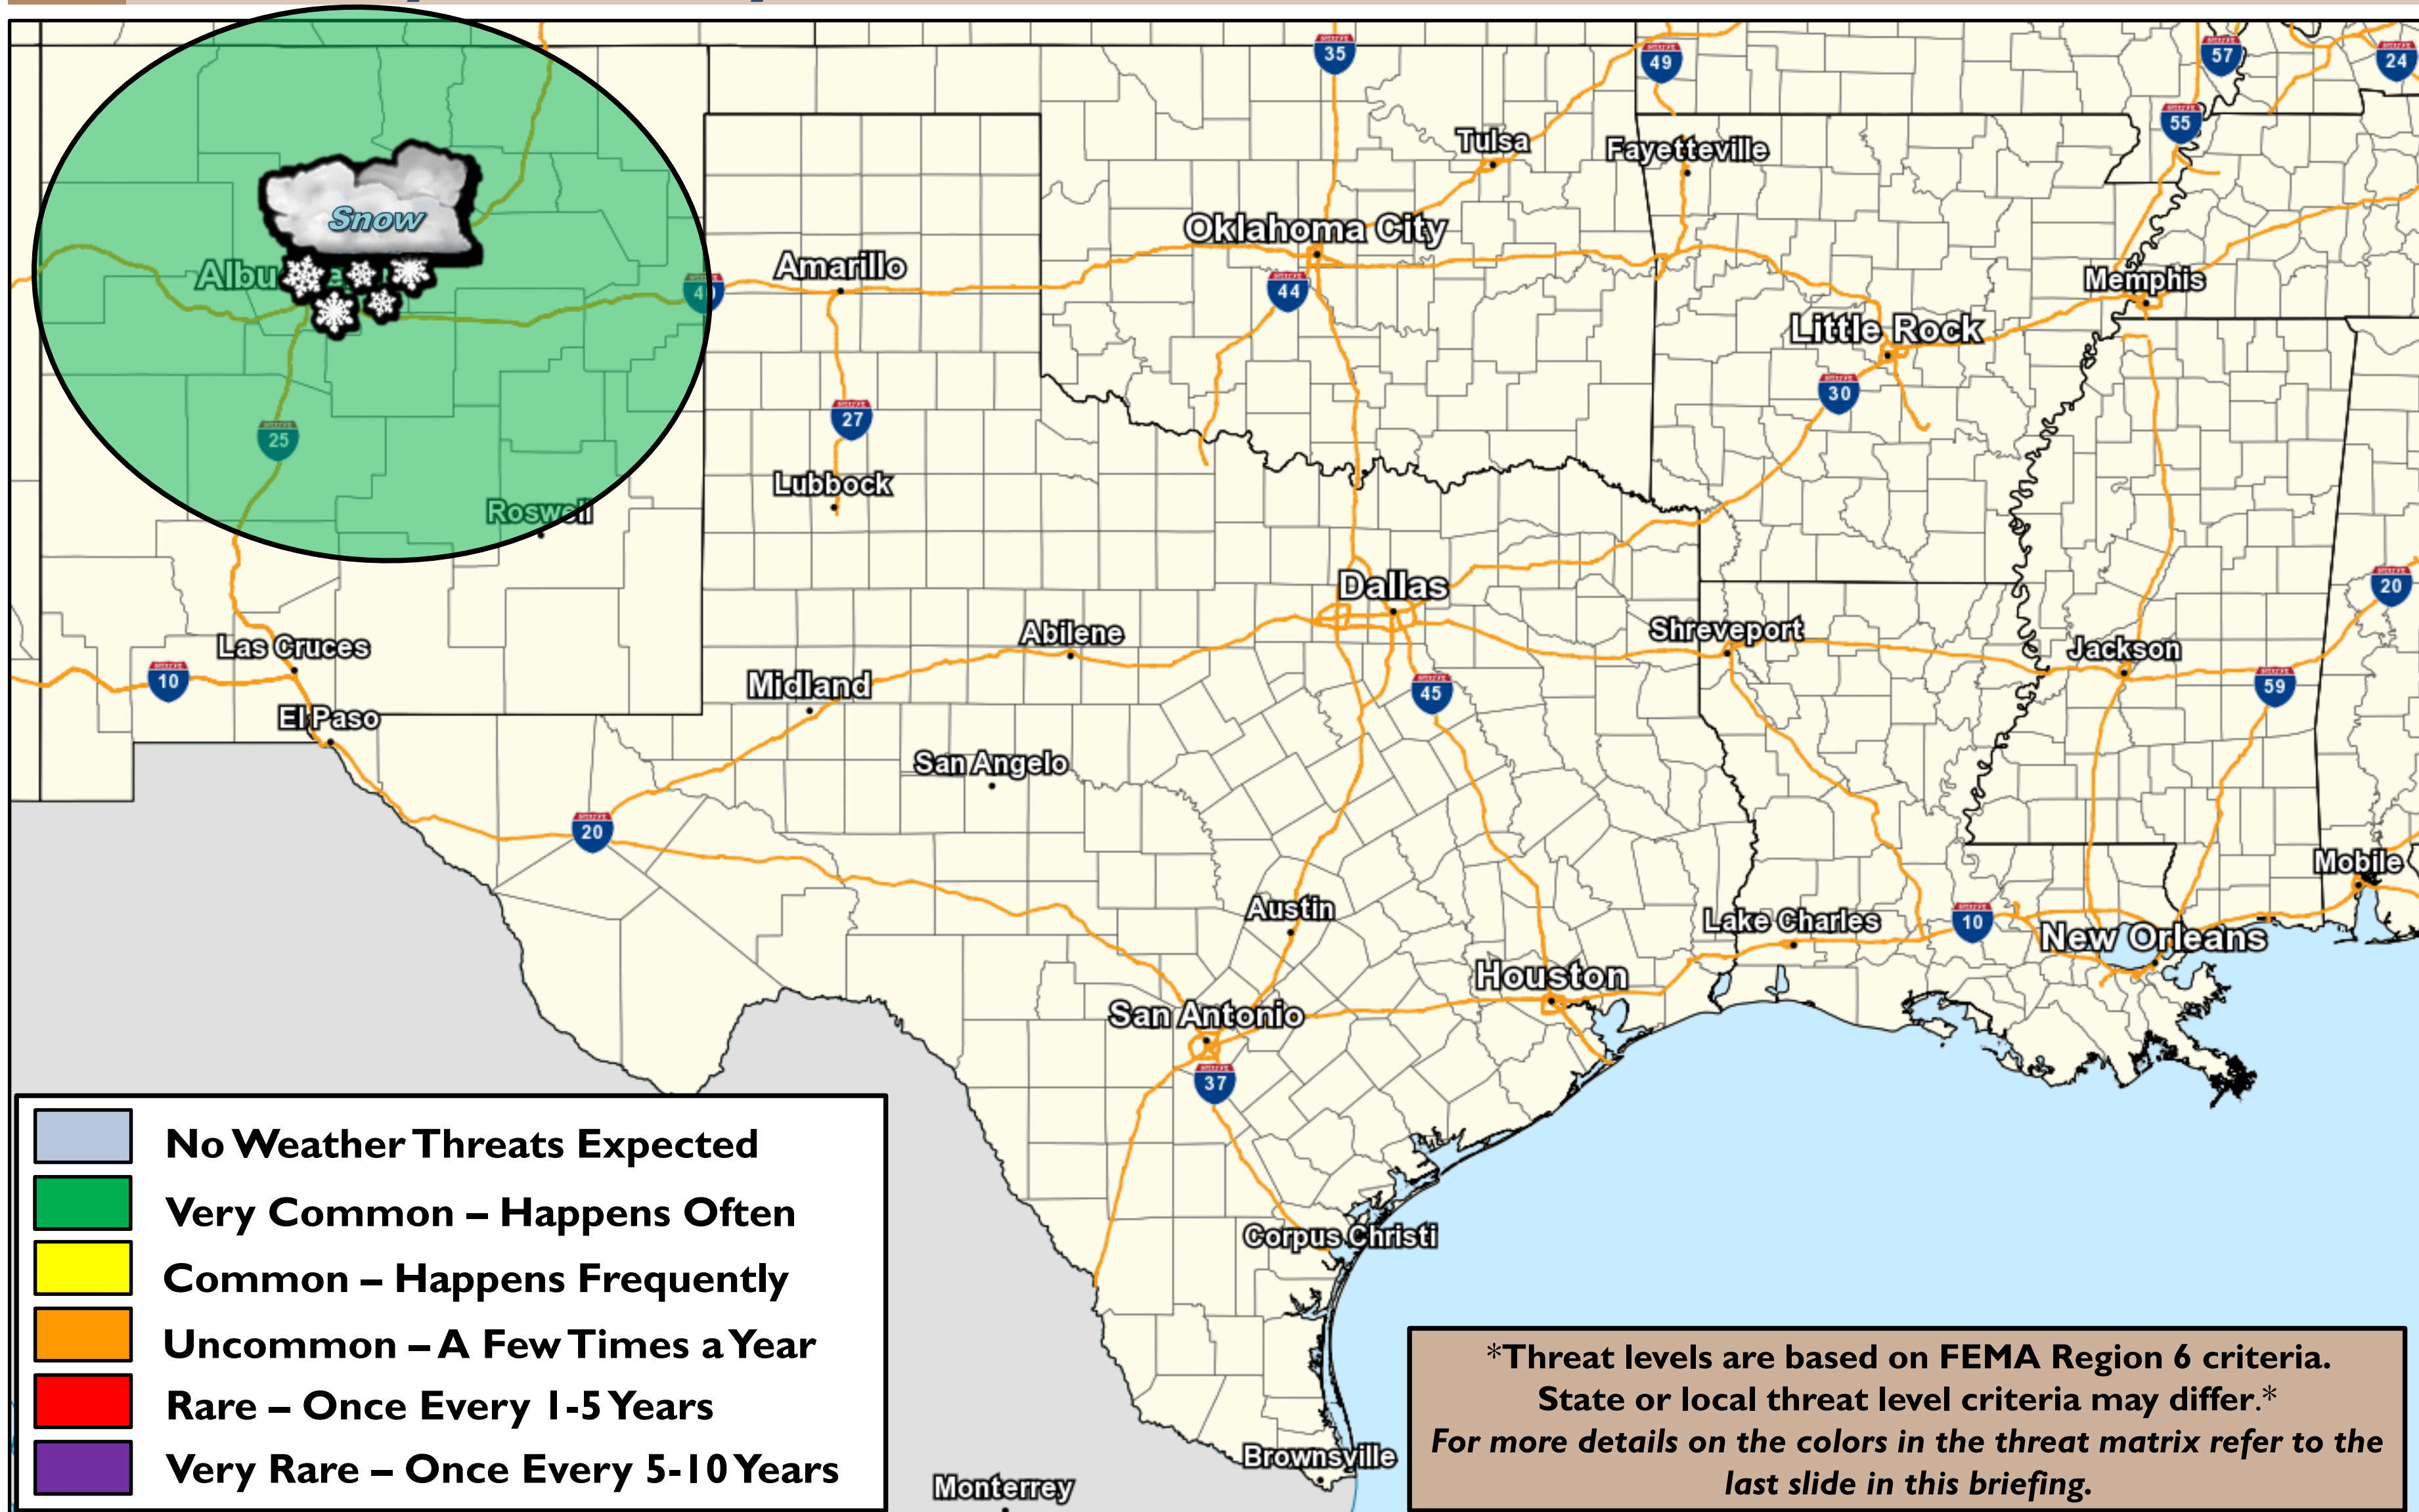 35
49
57
24
55
Tulsa
Fayetteville
Snow
Oklahoma City
Albu
Amarillo
44
Memphis
Little Rock
30
27
25
Lubbock
Roswell
Dallas
20
Abilene
Shreveport
Las Cruces
Jackson
10
Midland
45
59
El Paso
San Angelo
20
Mobile
Austin
Lake Charles
10
New Orleans
Houston
San Antonio
37
Corpus Christi
Brownsville
Monterrey
No Weather Threats Expected
Very Common – Happens Often
Common – Happens Frequently
Uncommon – A Few Times a Year
Rare – Once Every 1-5 Years
Very Rare – Once Every 5-10 Years
*Threat levels are based on FEMA Region 6 criteria.
State or local threat level criteria may differ.*
For more details on the colors in the threat matrix refer to the
last slide in this briefing.